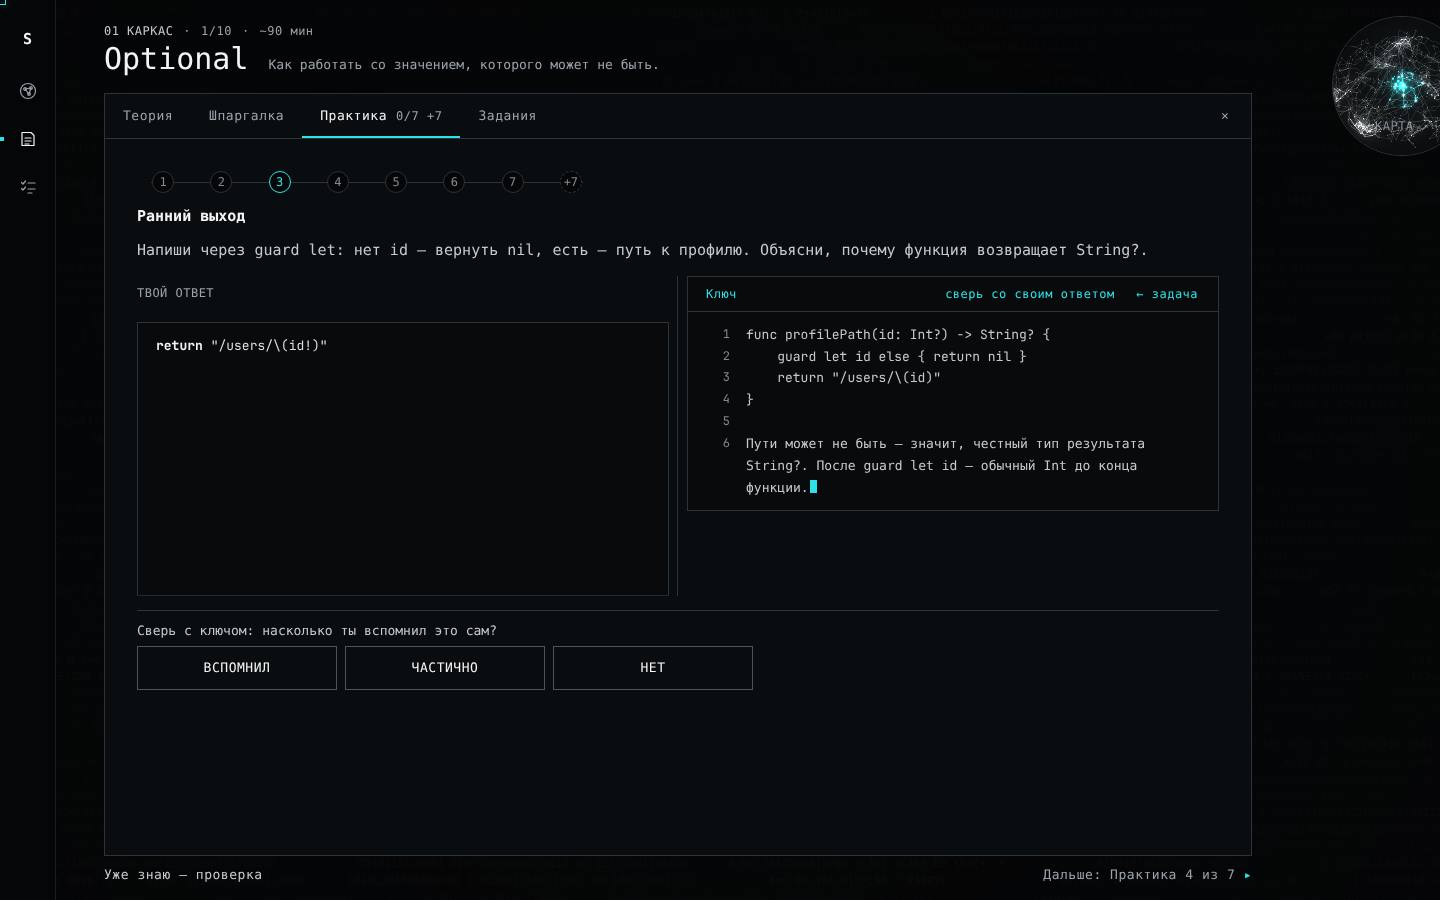 S
01 КАРКАС · 1/10 · ~90 мин
Optional Как работать со значением, которого может не быть.
КАРТА
Теория Шпаргалка Практика 0/7 +7 Задания ×
1 2 3 4 5 6 7 +7
Ранний выход
Напиши через guard let: нет id — вернуть nil, есть — путь к профилю. Объясни, почему функция возвращает String?.
ТВОЙ ОТВЕТ
return "/users/\(id!)"
Ключ сверь со своим ответом ← задача
1 func profilePath(id: Int?) -> String? {
2 guard let id else { return nil }
3 return "/users/\(id)"
4 }
5
6 Пути может не быть — значит, честный тип результата
String?. После guard let id — обычный Int до конца
функции.
Сверь с ключом: насколько ты вспомнил это сам?
ВСПОМНИЛ ЧАСТИЧНО НЕТ
Уже знаю — проверка Дальше: Практика 4 из 7 ▸